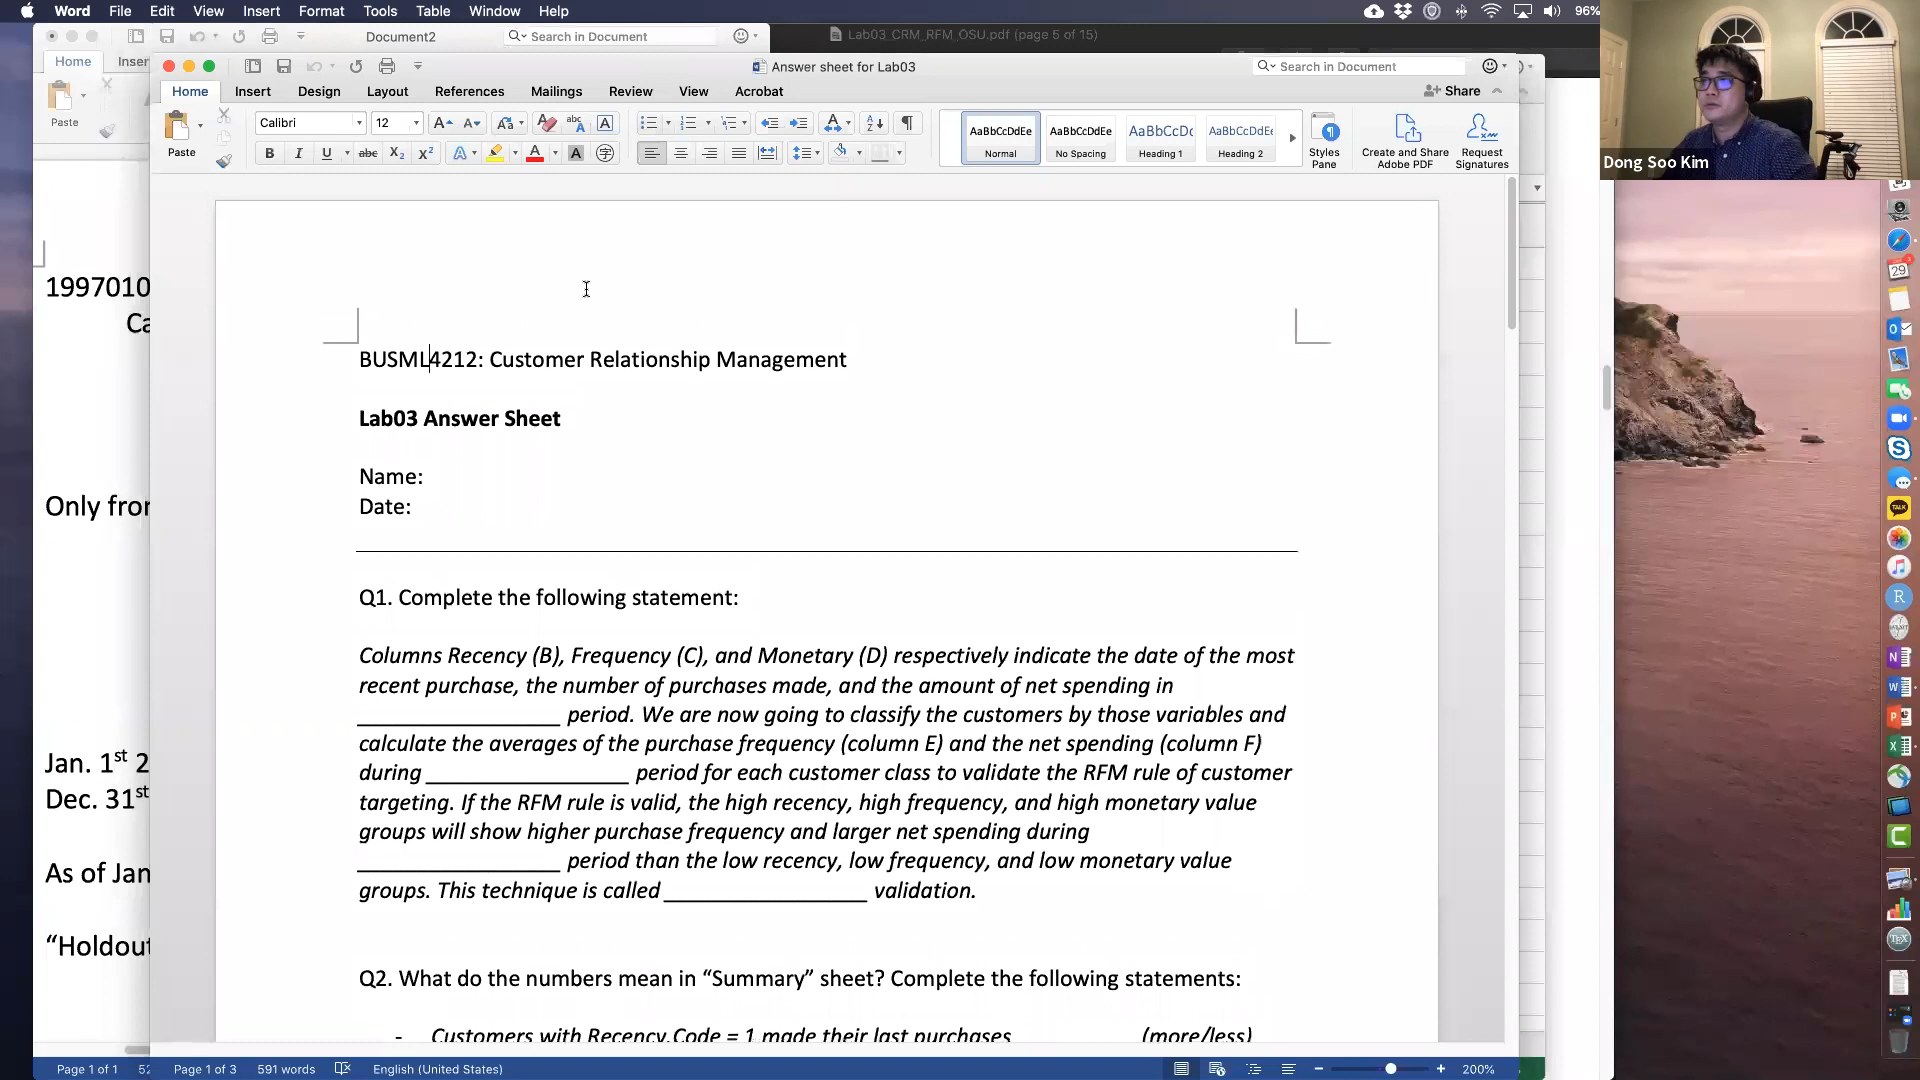 Word File Edit View Insert Format Tools Table Window Help 96%
Document2 Search in Document
Lab03_CRM_RFM_OSU.pdf (page 5 of 15)
Home
Paste
Answer sheet for Lab03
Search in Document
Home Insert Design Layout References Mailings Review View Acrobat Share
Paste
Calibri 12
AaBbCcDdEe AaBbCcDdEe AaBbCcDc AaBbCcDdEe
Normal No Spacing Heading 1 Heading 2
Styles Pane
Create and Share Adobe PDF
Request Signatures
Dong Soo Kim
BUSML4212: Customer Relationship Management
Lab03 Answer Sheet
Name:
Date:
Q1. Complete the following statement:
Columns Recency (B), Frequency (C), and Monetary (D) respectively indicate the date of the most
recent purchase, the number of purchases made, and the amount of net spending in
__________________ period. We are now going to classify the customers by those variables and
calculate the averages of the purchase frequency (column E) and the net spending (column F)
during __________________ period for each customer class to validate the RFM rule of customer
targeting. If the RFM rule is valid, the high recency, high frequency, and high monetary value
groups will show higher purchase frequency and larger net spending during
__________________ period than the low recency, low frequency, and low monetary value
groups. This technique is called __________________ validation.
Q2. What do the numbers mean in “Summary” sheet? Complete the following statements:
- Customers with Recency.Code = 1 made their last purchases (more/less)
1997010
Ca
Only fror
Jan. 1st 2
Dec. 31st
As of Jan
“Holdout
Page 1 of 1 52
Page 1 of 3 591 words English (United States) 200%